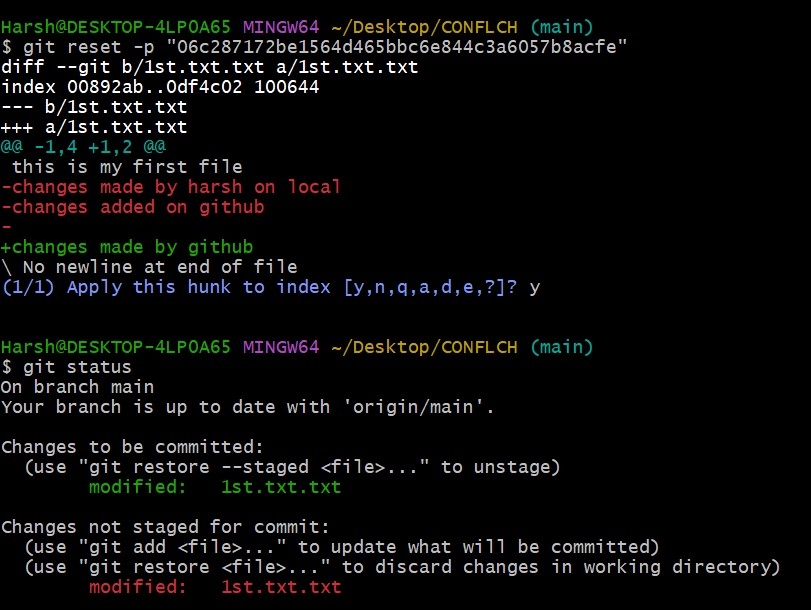 Harsh@DESKTOP-4LP0A65 MINGW64 ~/Desktop/CONFLCH (main)
$ git reset -p "06c287172be1564d465bbc6e844c3a6057b8acfe"
diff --git b/1st.txt.txt a/1st.txt.txt
index 00892ab..0df4c02 100644
--- b/1st.txt.txt
+++ a/1st.txt.txt
@@ -1,4 +1,2 @@
 this is my first file
-changes made by harsh on local
-changes added on github
-
+changes made by github
\ No newline at end of file
(1/1) Apply this hunk to index [y,n,q,a,d,e,?]? y
Harsh@DESKTOP-4LP0A65 MINGW64 ~/Desktop/CONFLCH (main)
$ git status
On branch main
Your branch is up to date with 'origin/main'.
Changes to be committed:
  (use "git restore --staged <file>..." to unstage)
        modified:   1st.txt.txt
Changes not staged for commit:
  (use "git add <file>..." to update what will be committed)
  (use "git restore <file>..." to discard changes in working directory)
        modified:   1st.txt.txt